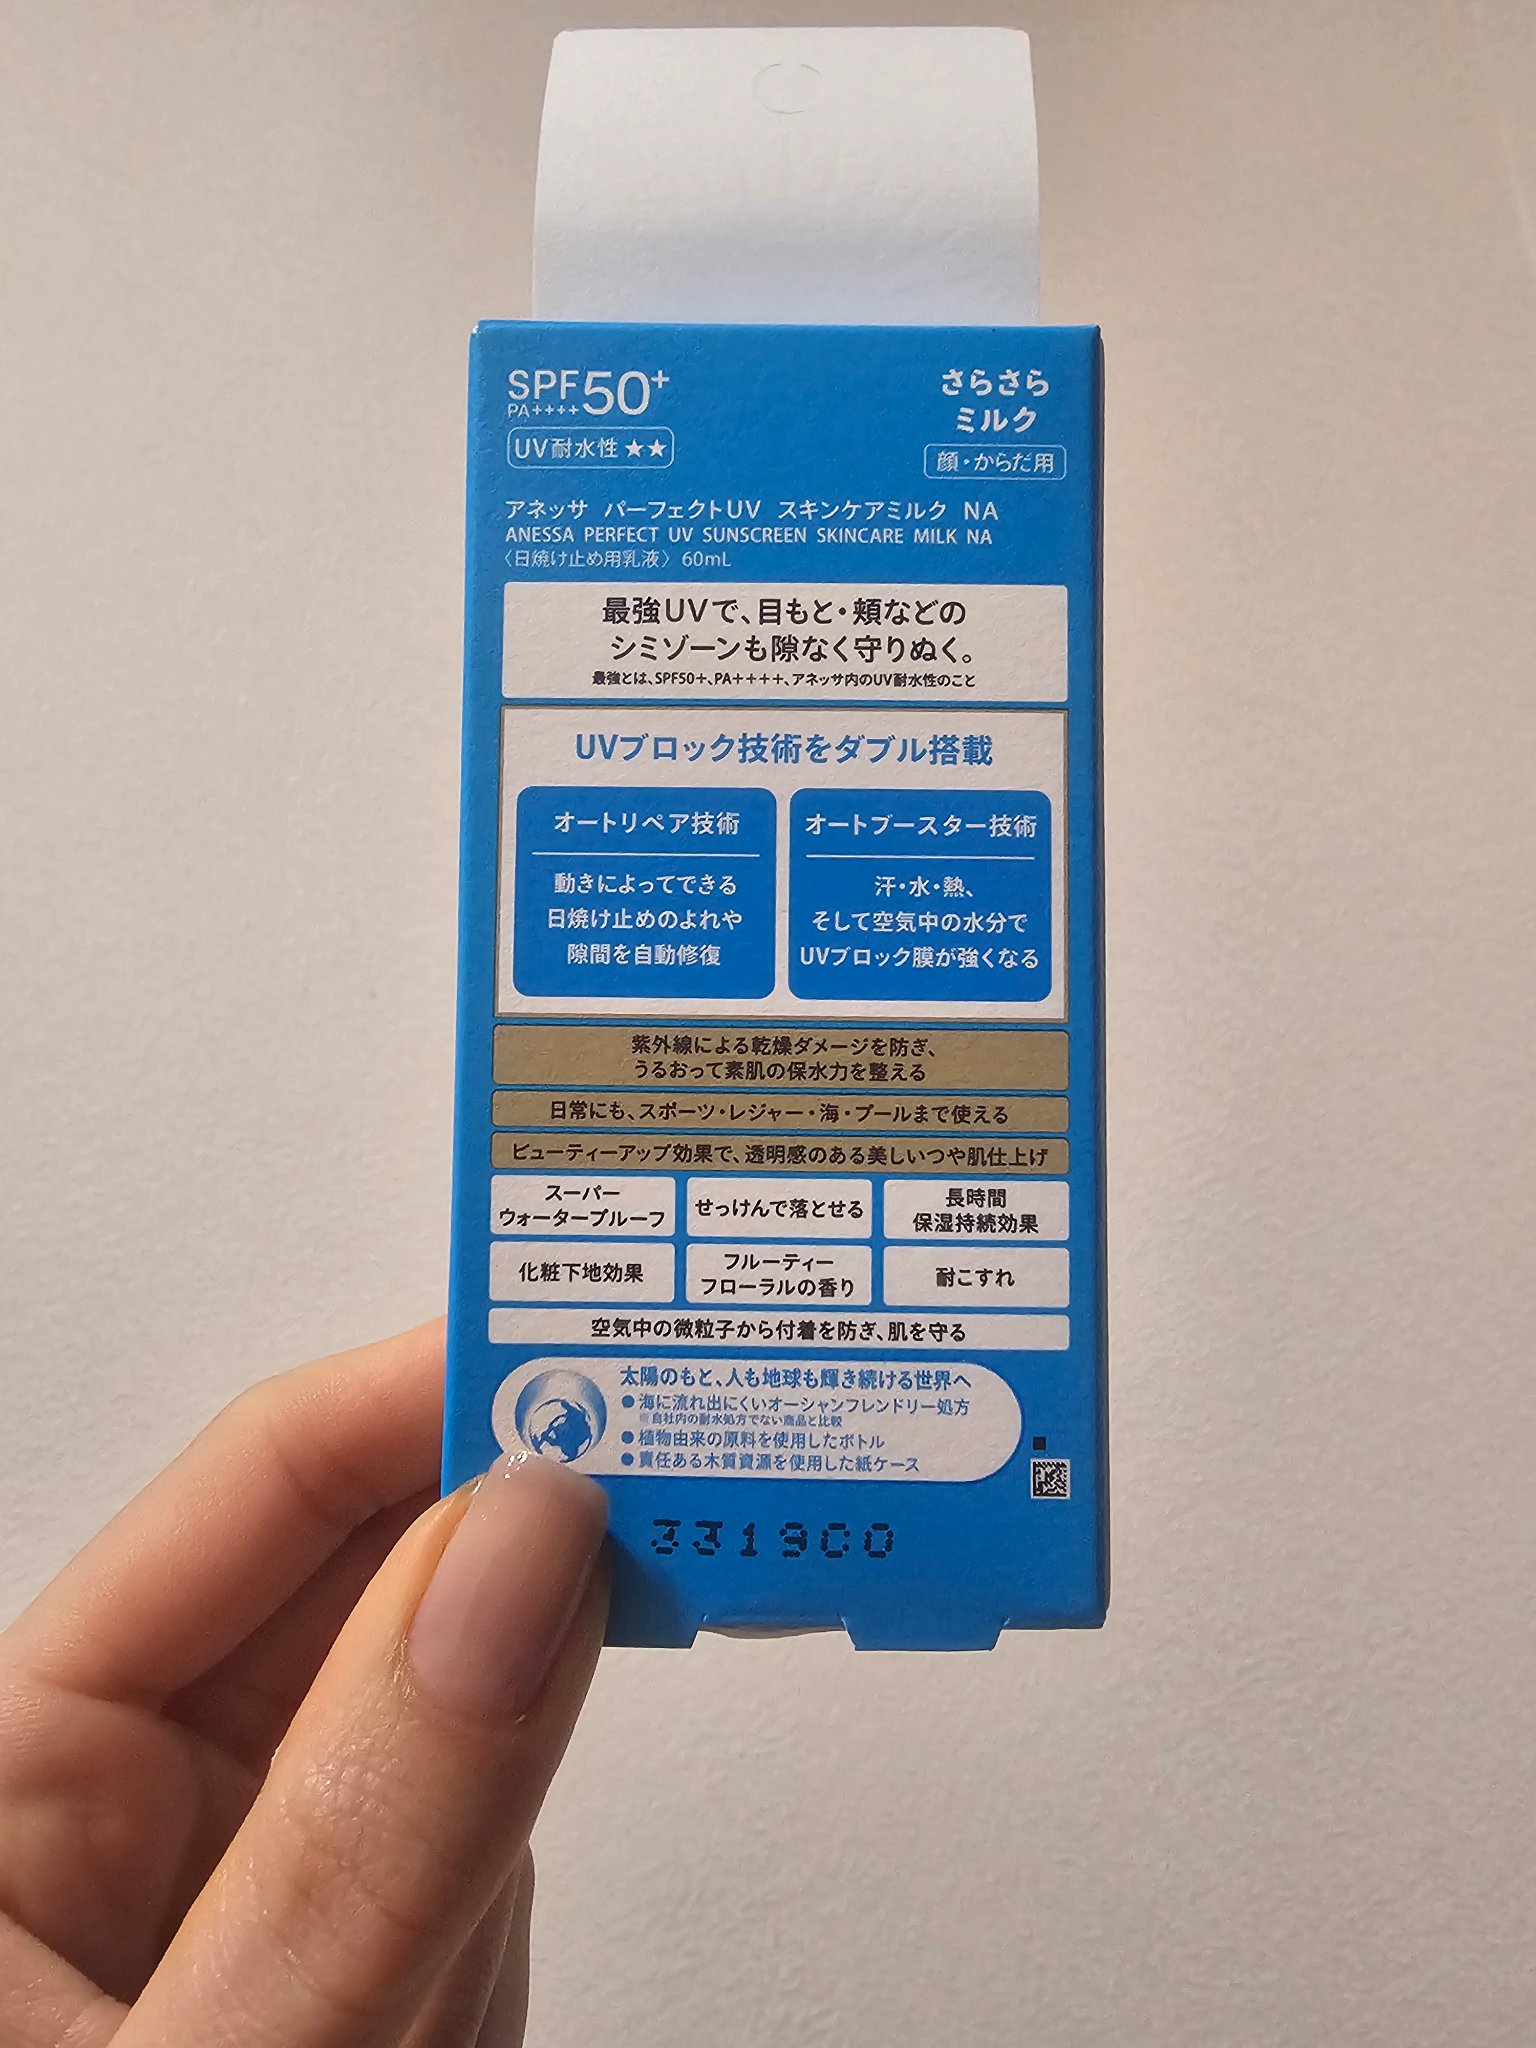 SPF50+
PA++++
UV耐水性★★
さらさら
ミルク
顔・からだ用
アネッサ パーフェクトUV スキンケアミルク NA
ANESSA PERFECT UV SUNSCREEN SKINCARE MILK NA
〈日焼け止め用乳液〉 60mL
最強UVで、目もと・頬などの
シミゾーンも隙なく守りぬく。
最強とは、SPF50+、PA++++、アネッサ内のUV耐水性のこと
UVブロック技術をダブル搭載
オートリペア技術
動きによってできる
日焼け止めのよれや
隙間を自動修復
オートブースター技術
汗・水・熱、
そして空気中の水分で
UVブロック膜が強くなる
紫外線による乾燥ダメージを防ぎ、
うるおって素肌の保水力を整える
日常にも、スポーツ・レジャー・海・プールまで使える
ビューティーアップ効果で、透明感のある美しいつや肌仕上げ
スーパー
ウォータープルーフ
せっけんで落とせる
長時間
保湿持続効果
化粧下地効果
フルーティー
フローラルの香り
耐こすれ
空気中の微粒子から付着を防ぎ、肌を守る
太陽のもと、人も地球も輝き続ける世界へ
●海に流れ出にくいオーシャンフレンドリー処方
※自社内の耐水処方でない商品と比較
●植物由来の原料を使用したボトル
●責任ある木質資源を使用した紙ケース
3319C0